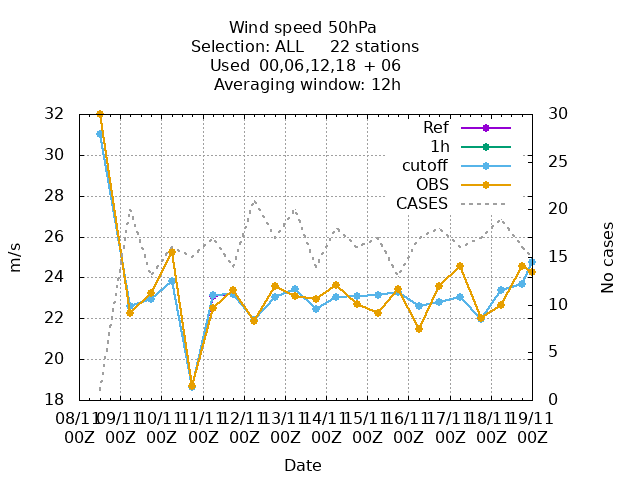 Wind speed 50hPa
Selection: ALL 22 stations
Used 00,06,12,18 + 06
Averaging window: 12h
Ref
1h
cutoff
OBS
CASES
m/s
32
30
28
26
24
22
20
18
No cases
30
25
20
15
10
5
0
08/11 09/11 10/11 11/11 12/11 13/11 14/11 15/11 16/11 17/11 18/11 19/11
00Z 00Z 00Z 00Z 00Z 00Z 00Z 00Z 00Z 00Z 00Z 00Z
Date